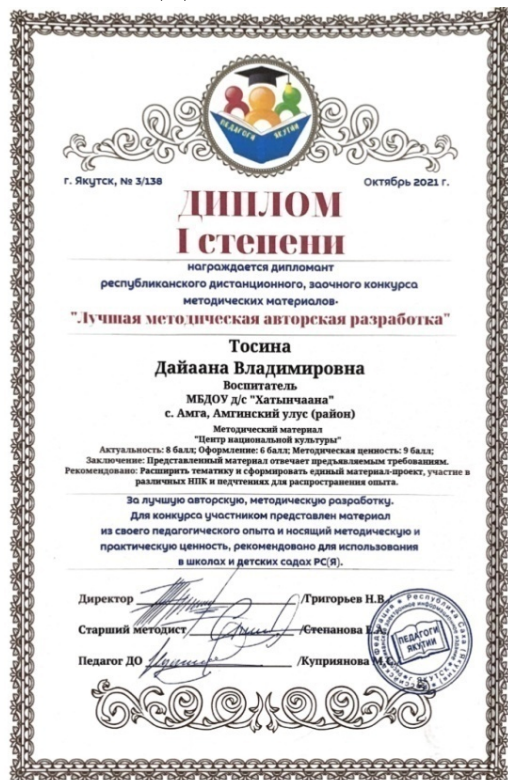 ПЕДАГОГИ ЯКУТИИ
г. Якутск, № 3/138
Октябрь 2021 г.
ДИПЛОМ
I степени
награждается дипломант
республиканского дистанционного, заочного конкурса
методических материалов-
"Лучшая методическая авторская разработка"
Тосина
Дайаана Владимировна
Воспитатель
МБДОУ д/с "Хатынчаана"
с. Амга, Амгинский улус (район)
Методический материал
"Центр национальной культуры"
Актуальность: 8 балл; Оформление: 6 балл; Методическая ценность: 9 балл;
Заключение: Представленный материал отвечает предъявляемым требованиям.
Рекомендовано: Расширить тематику и сформировать единый материал-проект, участие в
различных НПК и педчтениях для распространения опыта.
За лучшую авторскую, методическую разработку.
Для конкурса участником представлен материал
из своего педагогического опыта и носящий методическую и
практическую ценность, рекомендовано для использования
в школах и детских садах РС(Я).
Директор /Григорьев Н.В./
Старший методист /Степанова Е.А.
Педагог ДО /Куприянова М.С.
ПЕДАГОГИ
ЯКУТИИ